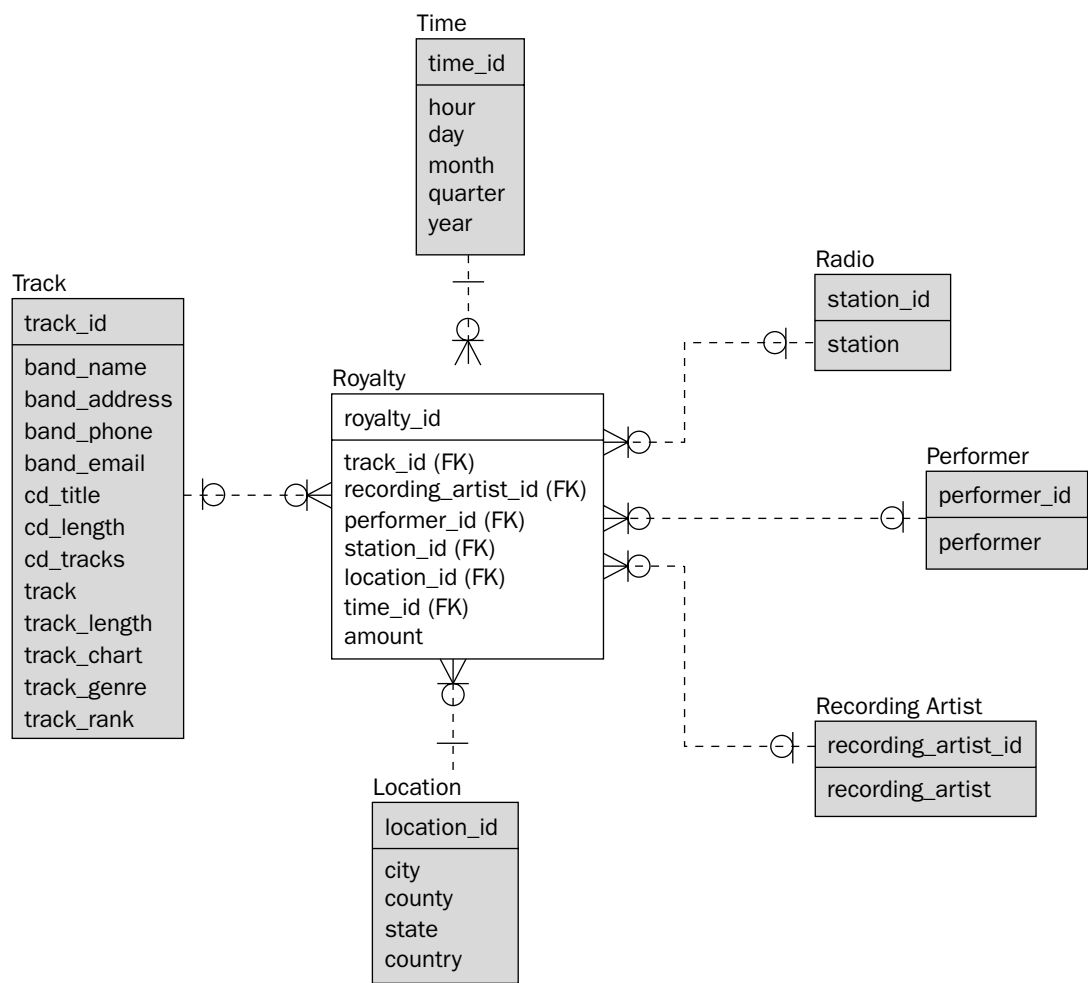 Time
time_id
hour
day
month
quarter
year
Track
track_id
band_name
band_address
band_phone
band_email
cd_title
cd_length
cd_tracks
track
track_length
track_chart
track_genre
track_rank
Royalty
royalty_id
track_id (FK)
recording_artist_id (FK)
performer_id (FK)
station_id (FK)
location_id (FK)
time_id (FK)
amount
Radio
station_id
station
Performer
performer_id
performer
Recording Artist
recording_artist_id
recording_artist
Location
location_id
city
county
state
country